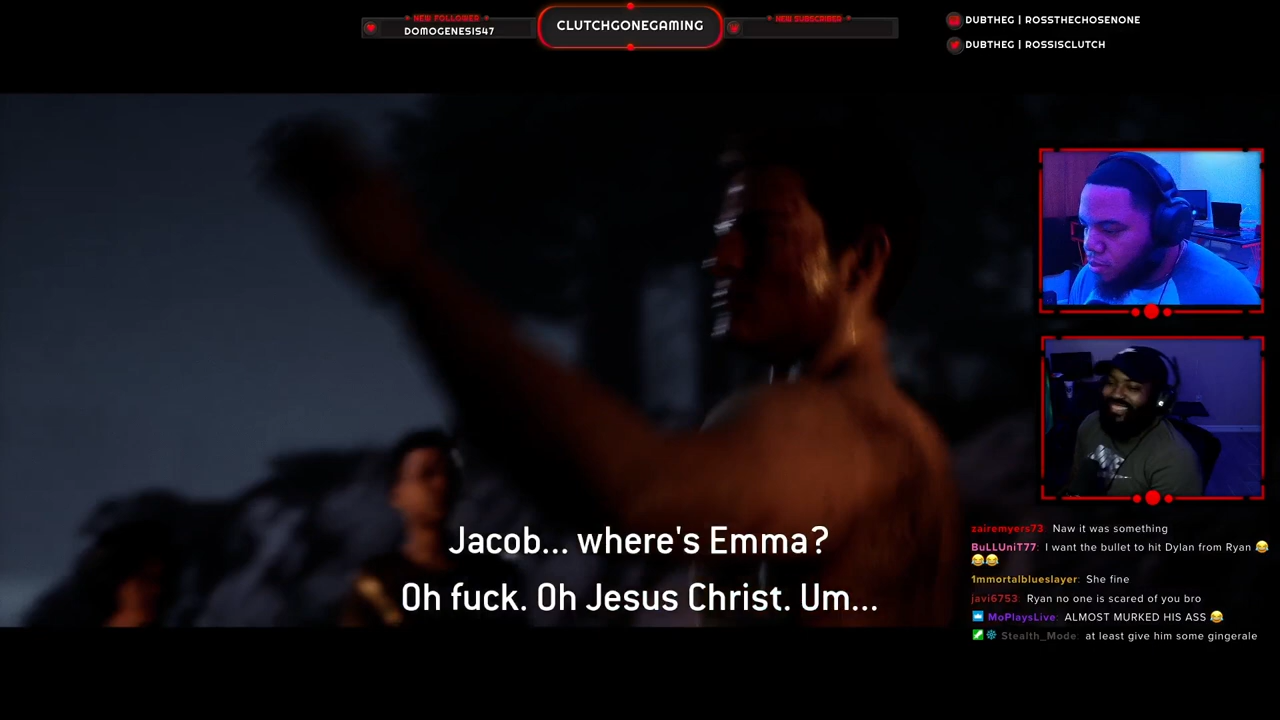 NEW FOLLOWER
DOMOGENESIS47
CLUTCHGONEGAMING
NEW SUBSCRIBER
DUBTHEG | ROSSTHECHOSENONE
DUBTHEG | ROSSISCLUTCH
Jacob... where's Emma?
Oh fuck. Oh Jesus Christ. Um...
zairemyers73: Naw it was something
BuLLUniT77: I want the bullet to hit Dylan from Ryan 😂
😂😂
1mmortalblueslayer: She fine
javi6753: Ryan no one is scared of you bro
MoPlaysLive: ALMOST MURKED HIS ASS 😂
Stealth_Mode: at least give him some gingerale